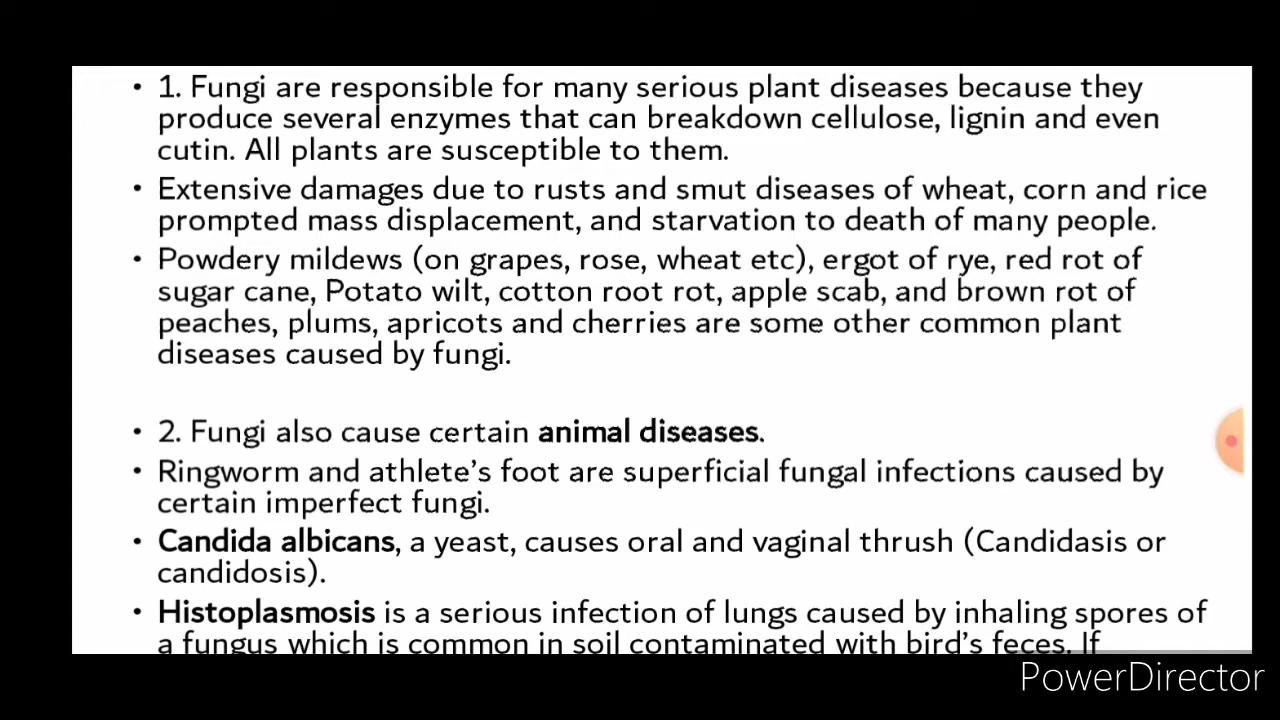 • 1. Fungi are responsible for many serious plant diseases because they
produce several enzymes that can breakdown cellulose, lignin and even
cutin. All plants are susceptible to them.
• Extensive damages due to rusts and smut diseases of wheat, corn and rice
prompted mass displacement, and starvation to death of many people.
• Powdery mildews (on grapes, rose, wheat etc), ergot of rye, red rot of
sugar cane, Potato wilt, cotton root rot, apple scab, and brown rot of
peaches, plums, apricots and cherries are some other common plant
diseases caused by fungi.
• 2. Fungi also cause certain animal diseases.
• Ringworm and athlete’s foot are superficial fungal infections caused by
certain imperfect fungi.
• Candida albicans, a yeast, causes oral and vaginal thrush (Candidasis or
candidosis).
• Histoplasmosis is a serious infection of lungs caused by inhaling spores of
a fungus which is common in soil contaminated with bird’s feces. If
PowerDirector